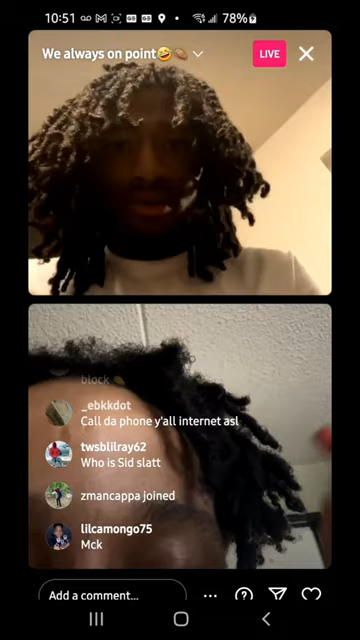 10:51
78%
We always on point🤣
LIVE
block
_ebkkdot
Call da phone y'all internet asl
twsblilray62
Who is Sid slatt
zmancappa joined
lilcamongo75
Mck
Add a comment...